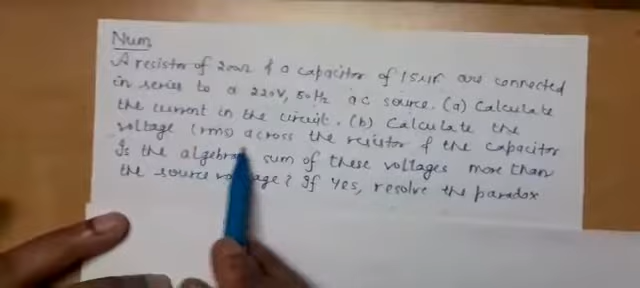 Num
A resistor of 200Ω & a capacitor of 15μF are connected
in series to a 220V, 50Hz ac source. (a) Calculate
the current in the circuit. (b) Calculate the
voltage (rms) across the resistor & the capacitor
Is the algebra sum of these voltages more than
the source voltage? If yes, resolve the paradox